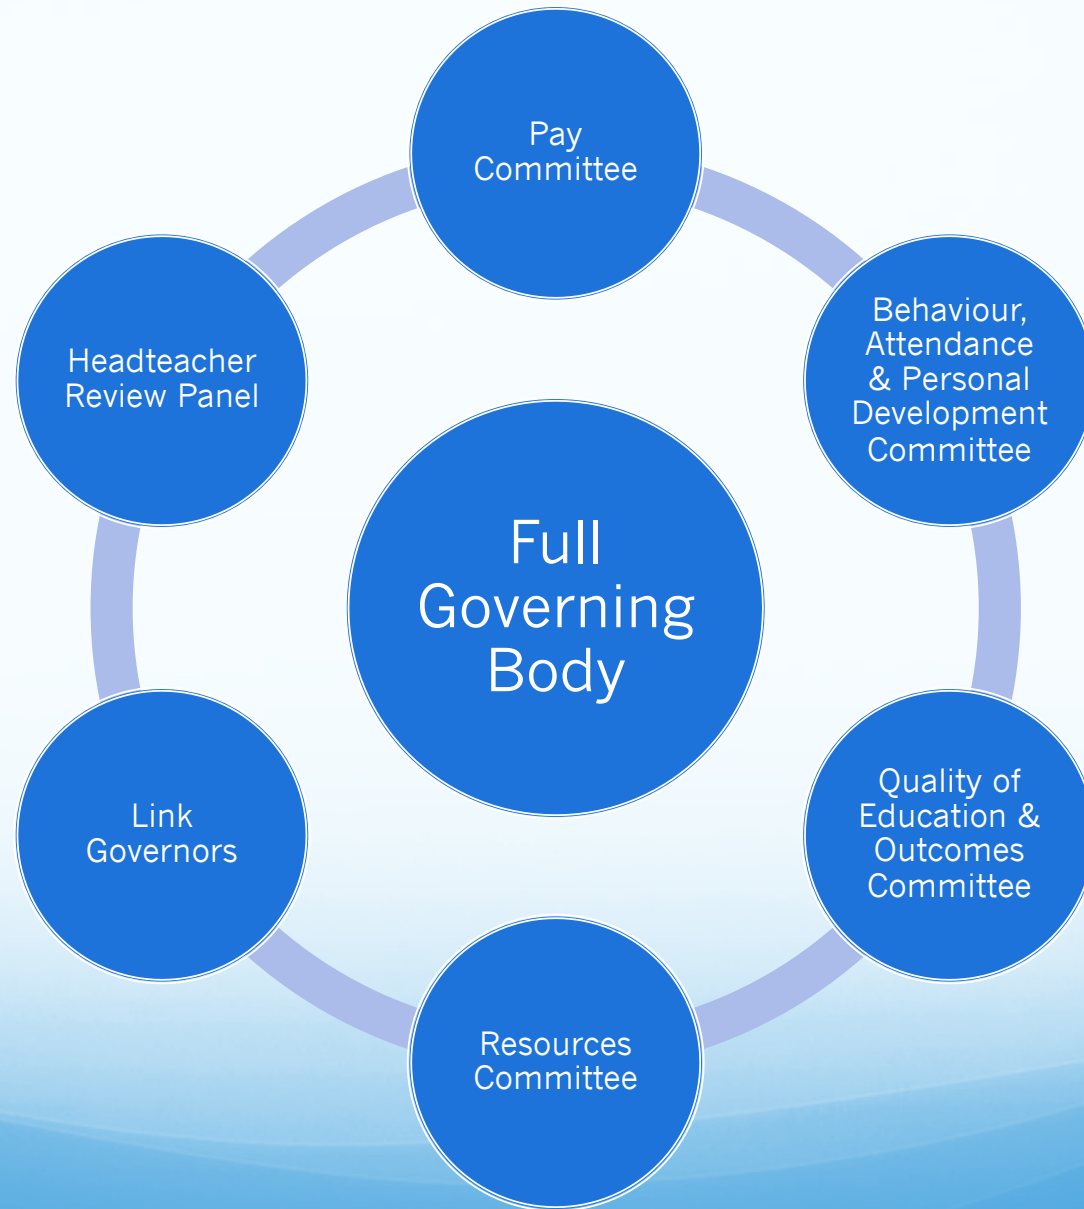 Pay
Committee
Behaviour,
Attendance
& Personal
Development
Committee
Headteacher
Review Panel
Full
Governing
Body
Link
Governors
Quality of
Education &
Outcomes
Committee
Resources
Committee